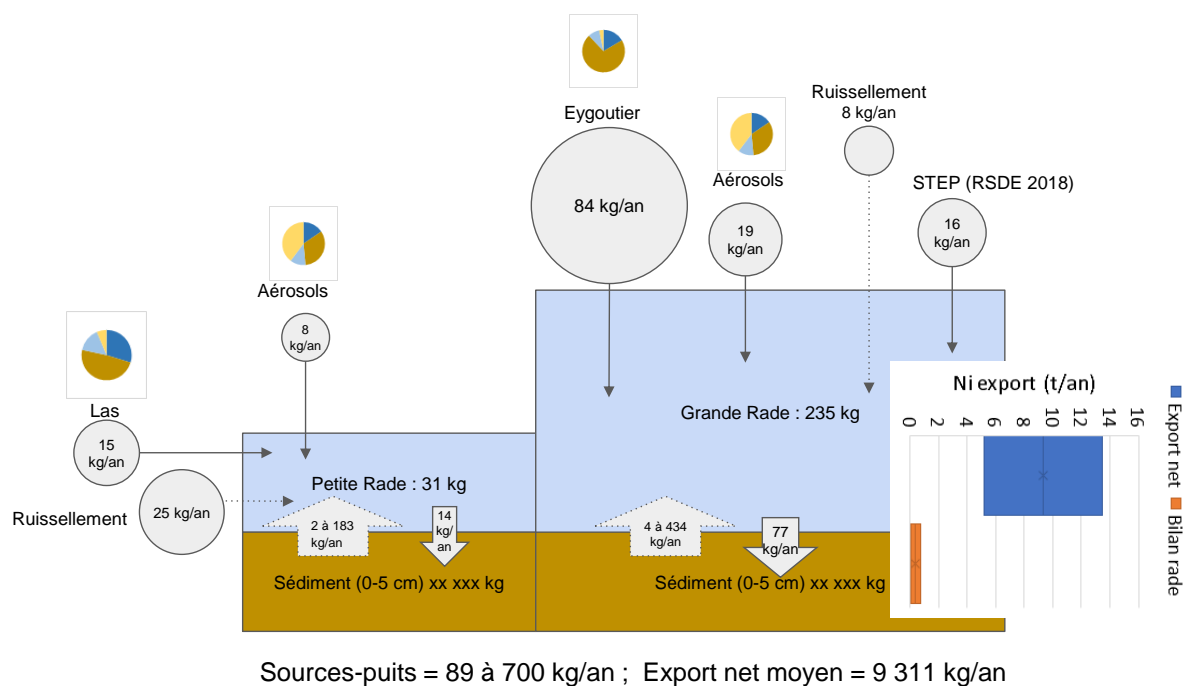 Eygoutier
84 kg/an
Aérosols
19
kg/an
Ruissellement
8 kg/an
STEP (RSDE 2018)
16
kg/an
Aérosols
8
kg/an
Las
15
kg/an
Ruissellement
25 kg/an
Petite Rade : 31 kg
2 à 183
kg/an
14
kg/
an
Sédiment (0-5 cm) xx xxx kg
Grande Rade : 235 kg
4 à 434
kg/an
77
kg/an
Sédiment (0-5 cm) xx xxx kg
Ni export (t/an)
0
2
4
6
8
10
12
14
16
Export net
Bilan rade
Sources-puits = 89 à 700 kg/an ; Export net moyen = 9 311 kg/an